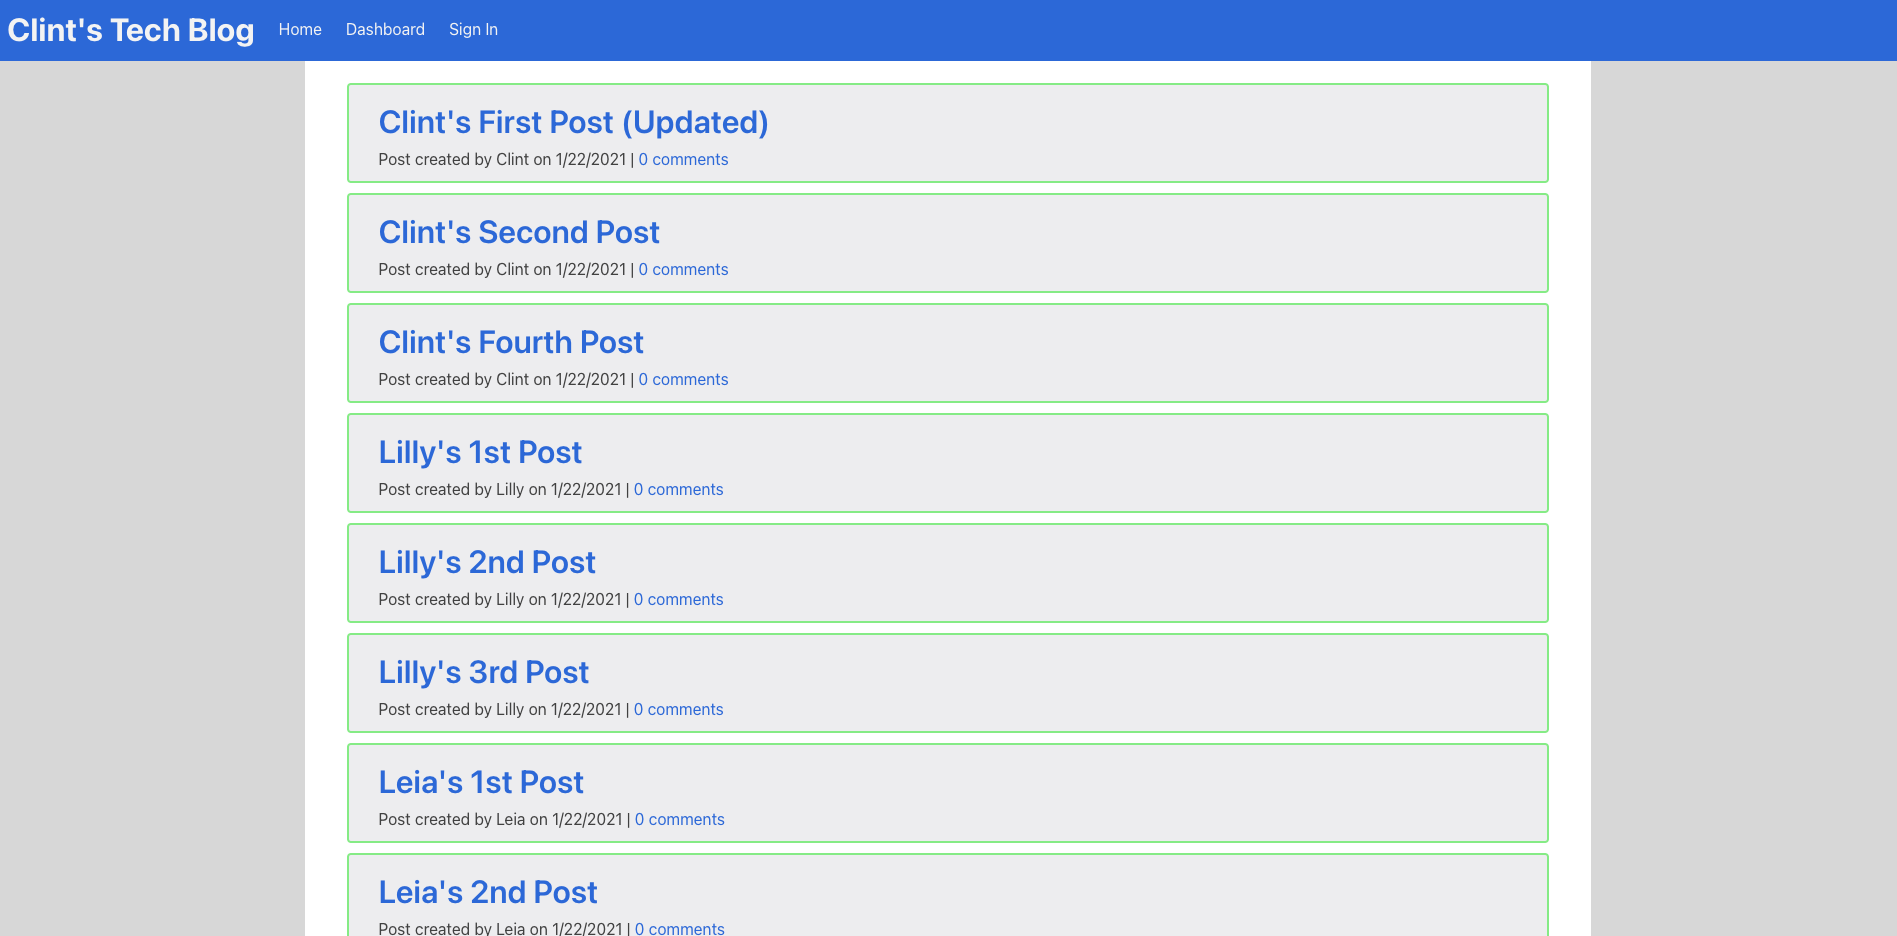 Clint's Tech Blog Home Dashboard Sign In
Clint's First Post (Updated)
Post created by Clint on 1/22/2021 | 0 comments
Clint's Second Post
Post created by Clint on 1/22/2021 | 0 comments
Clint's Fourth Post
Post created by Clint on 1/22/2021 | 0 comments
Lilly's 1st Post
Post created by Lilly on 1/22/2021 | 0 comments
Lilly's 2nd Post
Post created by Lilly on 1/22/2021 | 0 comments
Lilly's 3rd Post
Post created by Lilly on 1/22/2021 | 0 comments
Leia's 1st Post
Post created by Leia on 1/22/2021 | 0 comments
Leia's 2nd Post
Post created by Leia on 1/22/2021 | 0 comments